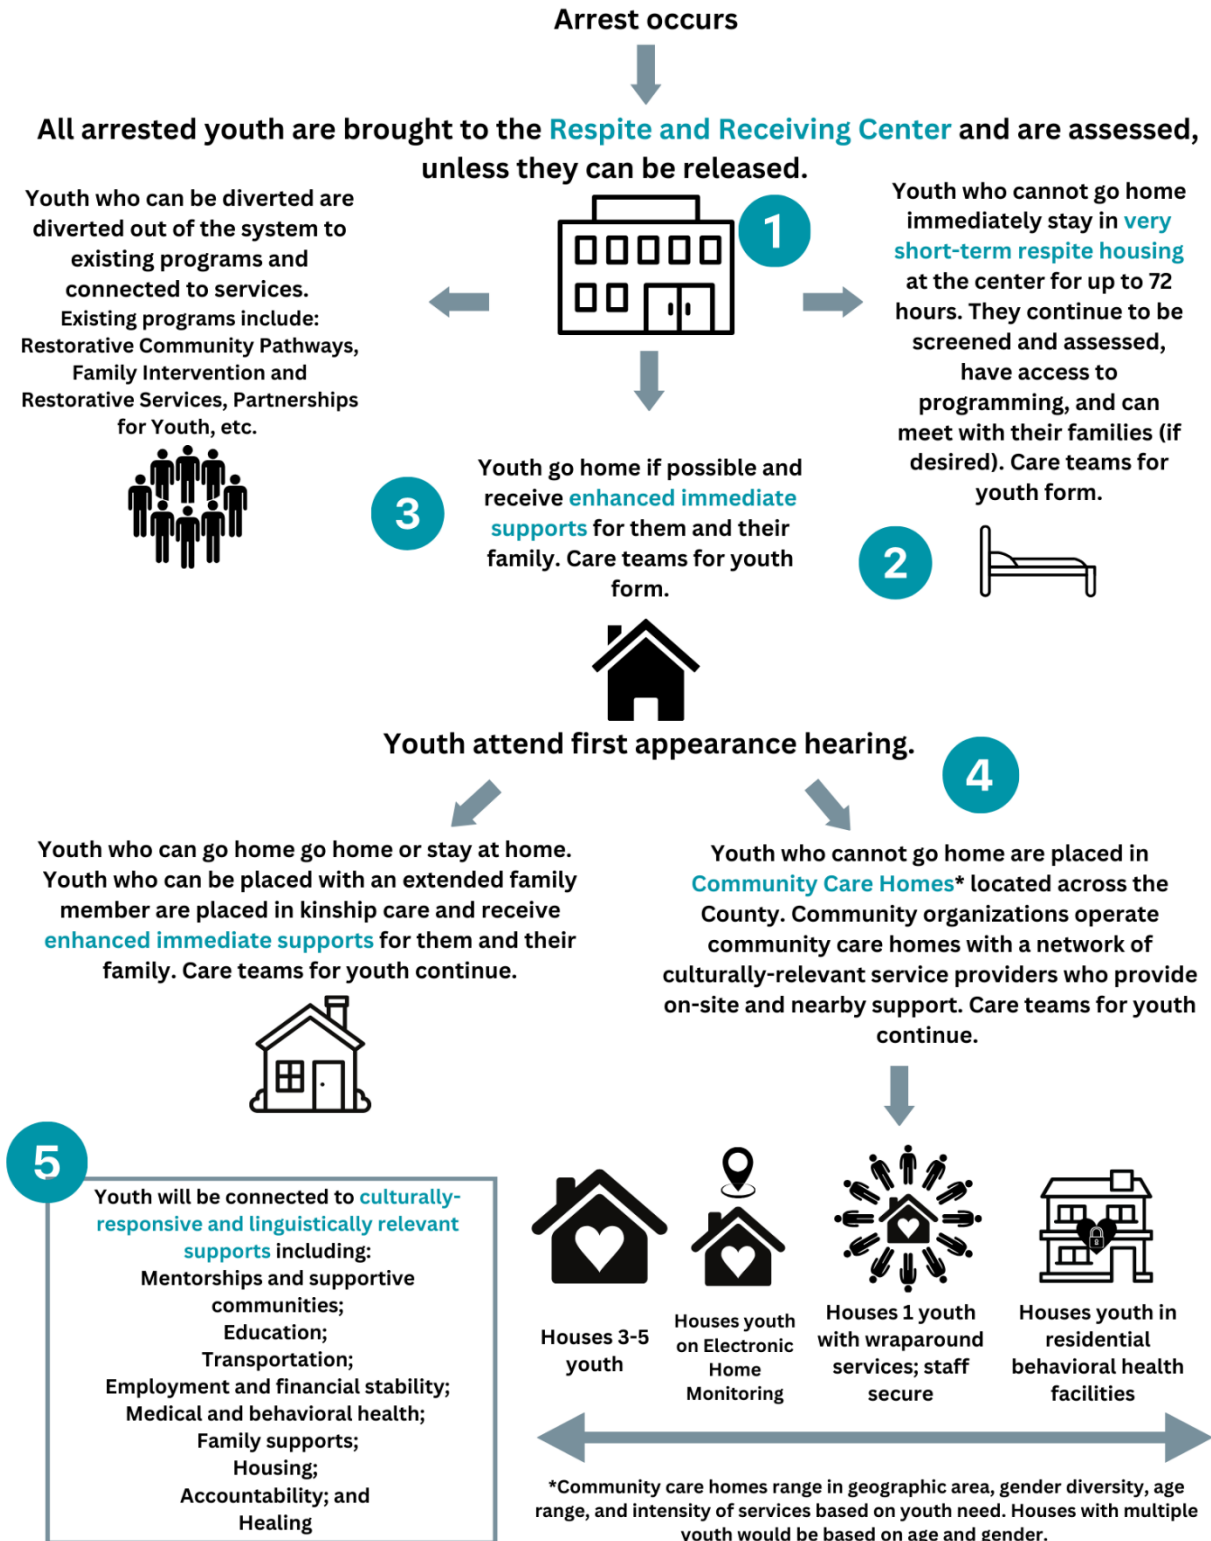 Arrest occurs
All arrested youth are brought to the Respite and Receiving Center and are assessed,
unless they can be released.
1
Youth who can be diverted are
diverted out of the system to
existing programs and
connected to services.
Existing programs include:
Restorative Community Pathways,
Family Intervention and
Restorative Services, Partnerships
for Youth, etc.
Youth who cannot go home
immediately stay in very
short-term respite housing
at the center for up to 72
hours. They continue to be
screened and assessed,
have access to
programming, and can
meet with their families (if
desired). Care teams for
youth form.
2
3
Youth go home if possible and
receive enhanced immediate
supports for them and their
family. Care teams for youth
form.
Youth attend first appearance hearing.
4
Youth who can go home go home or stay at home.
Youth who can be placed with an extended family
member are placed in kinship care and receive
enhanced immediate supports for them and their
family. Care teams for youth continue.
Youth who cannot go home are placed in
Community Care Homes* located across the
County. Community organizations operate
community care homes with a network of
culturally-relevant service providers who provide
on-site and nearby support. Care teams for youth
continue.
5
Youth will be connected to culturally-
responsive and linguistically relevant
supports including:
Mentorships and supportive
communities;
Education;
Transportation;
Employment and financial stability;
Medical and behavioral health;
Family supports;
Housing;
Accountability; and
Healing
Houses 3-5
youth
Houses youth
on Electronic
Home
Monitoring
Houses 1 youth
with wraparound
services; staff
secure
Houses youth in
residential
behavioral health
facilities
*Community care homes range in geographic area, gender diversity, age
range, and intensity of services based on youth need. Houses with multiple
youth would be based on age and gender.